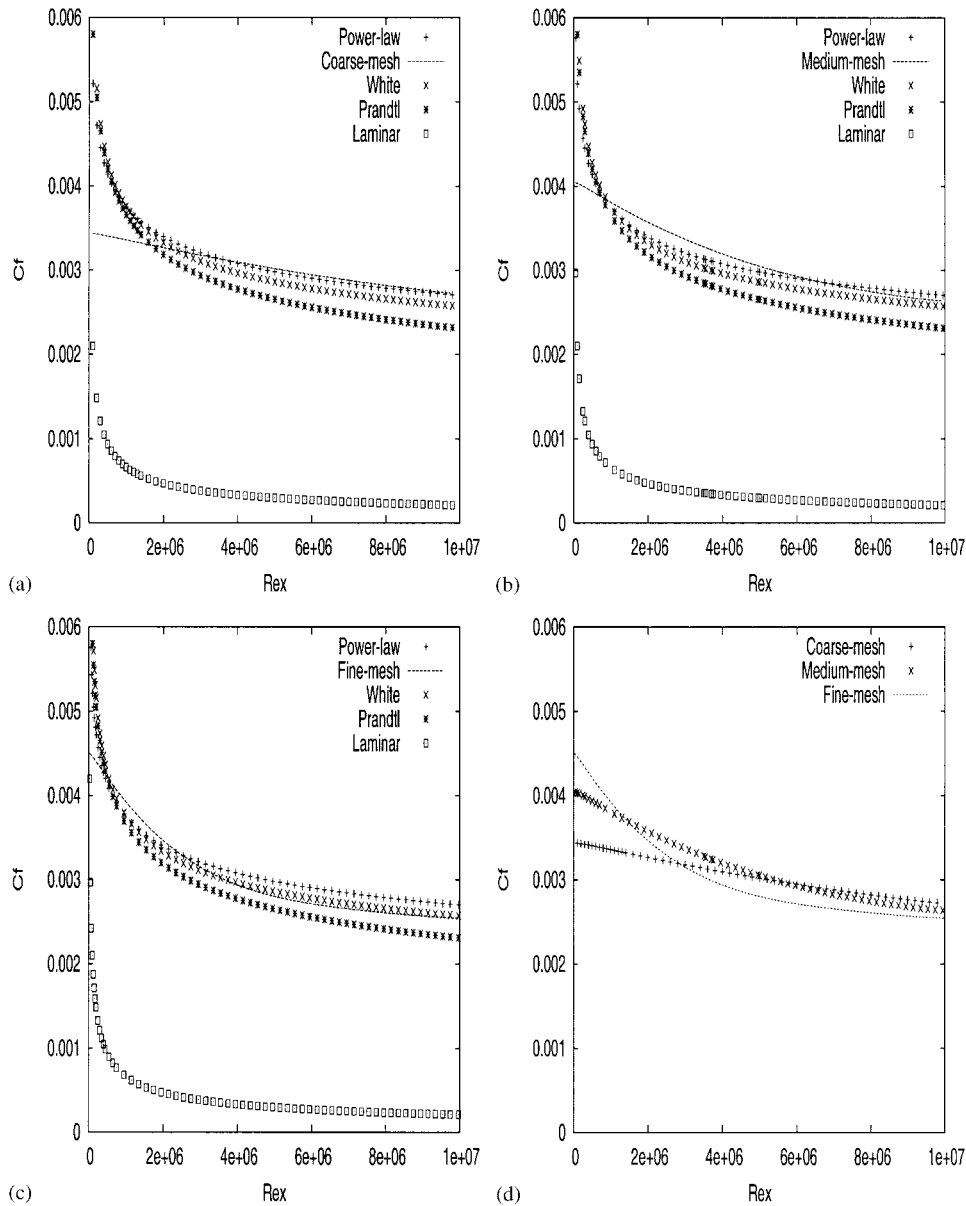 0.006
0.005
0.004
0.003
0.002
0.001
0
Cf
Power-law
Coarse-mesh
White
Prandtl
Laminar
0 2e+06 4e+06 6e+06 8e+06 1e+07
Rex
(a)
0.006
0.005
0.004
0.003
0.002
0.001
0
Cf
Power-law
Medium-mesh
White
Prandtl
Laminar
0 2e+06 4e+06 6e+06 8e+06 1e+07
Rex
(b)
0.006
0.005
0.004
0.003
0.002
0.001
0
Cf
Power-law
Fine-mesh
White
Prandtl
Laminar
0 2e+06 4e+06 6e+06 8e+06 1e+07
Rex
(c)
0.006
0.005
0.004
0.003
0.002
0.001
0
Cf
Coarse-mesh
Medium-mesh
Fine-mesh
0 2e+06 4e+06 6e+06 8e+06 1e+07
Rex
(d)